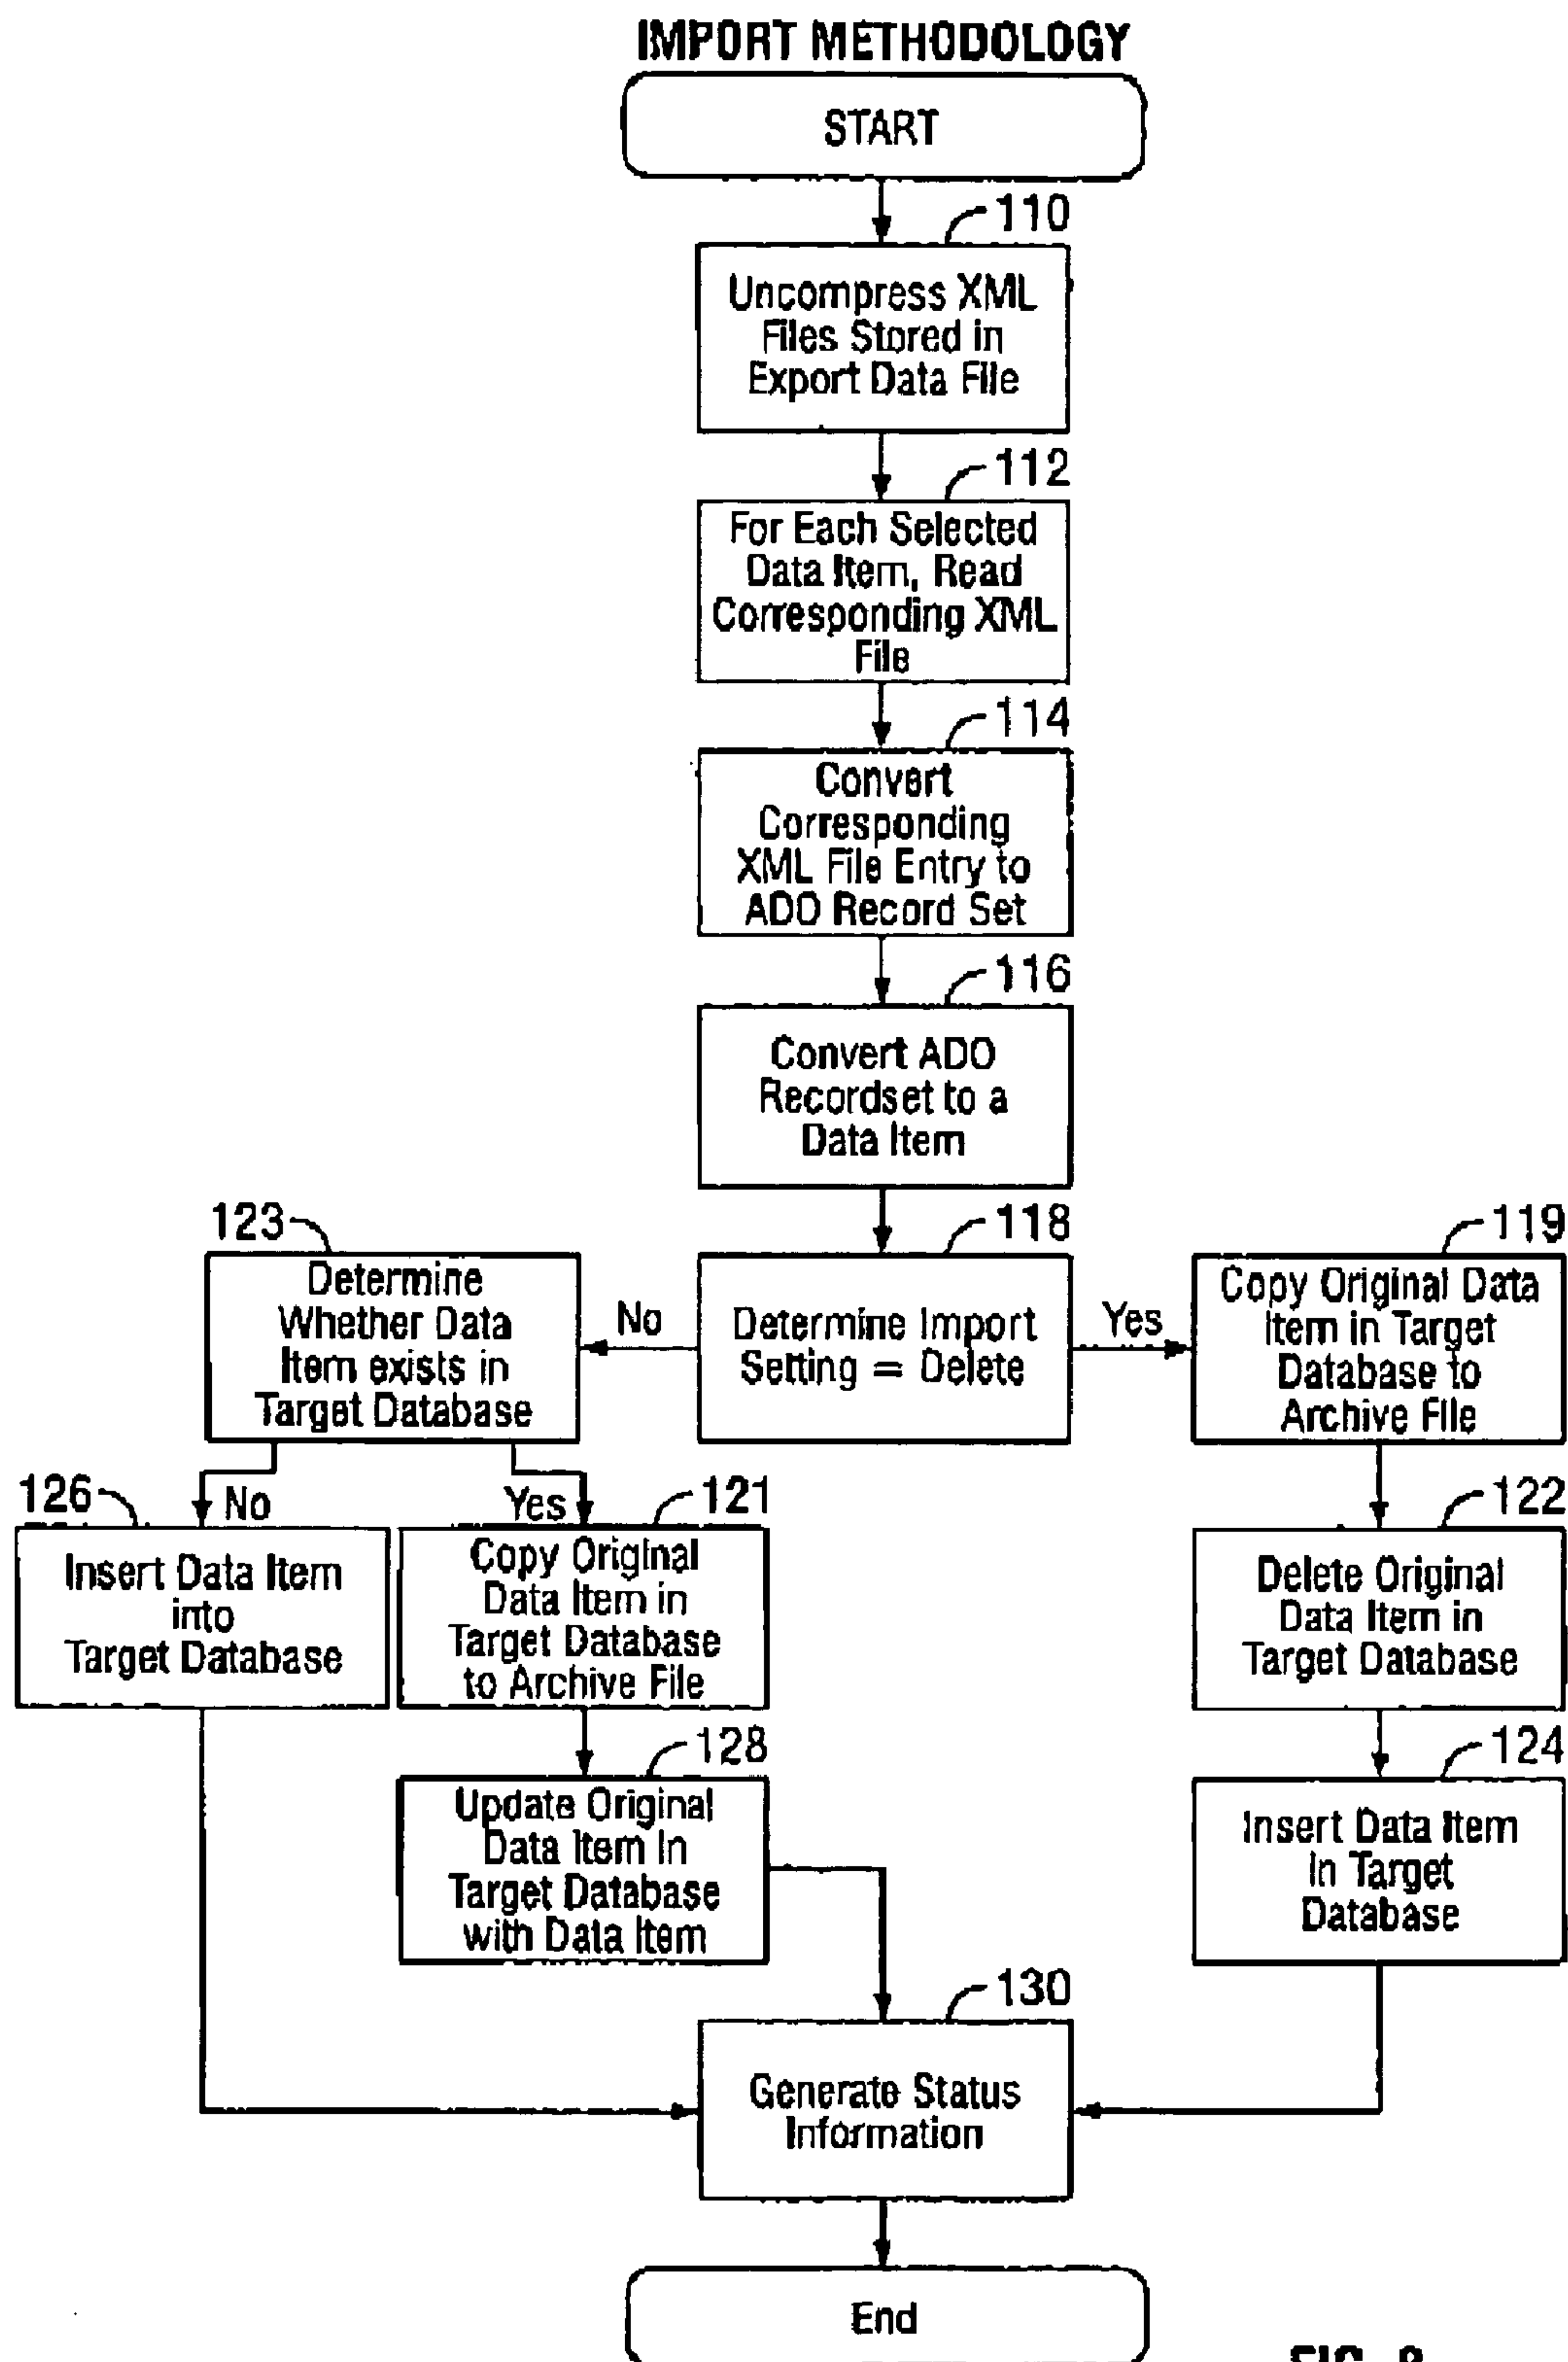 IMPORT METHODOLOGY
START
110
Uncompress XML
Files Stored in
Export Data File
112
For Each Selected
Data Item, Read
Corresponding XML
File
114
Convert
Corresponding
XML File Entry to
ADO Record Set
116
Convert ADO
Recordset to a
Data Item
123
118
119
Determine
Whether Data
Item exists in
Target Database
No
Determine Import
Setting = Delete
Yes
Copy Original Data
Item in Target
Database to
Archive File
126
No
Yes
121
122
Insert Data Item
into
Target Database
Copy Original
Data Item in
Target Database
to Archive File
Delete Original
Data Item in
Target Database
128
124
Update Original
Data Item In
Target Database
with Data Item
Insert Data Item
In Target
Database
130
Generate Status
Information
End